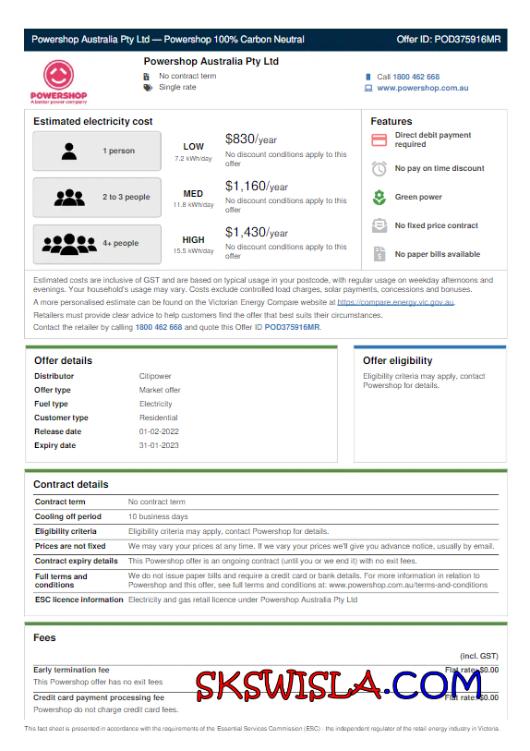 Powershop Australia Pty Ltd — Powershop 100% Carbon Neutral Offer ID: POD375916MR
POWERSHOP
A better power company
Powershop Australia Pty Ltd
No contract term
Single rate
Call 1800 462 668
www.powershop.com.au
Estimated electricity cost
1 person
LOW
7.2 kWh/day
$830/year
No discount conditions apply to this
offer
2 to 3 people
MED
11.8 kWh/day
$1,160/year
No discount conditions apply to this
offer
4+ people
HIGH
15.5 kWh/day
$1,430/year
No discount conditions apply to this
offer
Features
Direct debit payment
required
No pay on time discount
Green power
No fixed price contract
No paper bills available
Estimated costs are inclusive of GST and are based on typical usage in your postcode, with regular usage on weekday afternoons and
evenings. Your household's usage may vary. Costs exclude controlled load charges, solar payments, concessions and bonuses.
A more personalised estimate can be found on the Victorian Energy Compare website at https://compare.energy.vic.gov.au.
Retailers must provide clear advice to help customers find the offer that best suits their circumstances.
Contact the retailer by calling 1800 462 668 and quote this Offer ID POD375916MR.
Offer details
Distributor Citipower
Offer type Market offer
Fuel type Electricity
Customer type Residential
Release date 01-02-2022
Expiry date 31-01-2023
Offer eligibility
Eligibility criteria may apply, contact
Powershop for details.
Contract details
Contract term No contract term
Cooling off period 10 business days
Eligibility criteria Eligibility criteria may apply, contact Powershop for details.
Prices are not fixed We may vary your prices at any time. If we vary your prices we'll give you advance notice, usually by email.
Contract expiry details This Powershop offer is an ongoing contract (until you or we end it) with no exit fees.
Full terms and
conditions
We do not issue paper bills and require a credit card or bank details. For more information in relation to
Powershop and this offer, see full terms and conditions at: www.powershop.com.au/terms-and-conditions
ESC licence information Electricity and gas retail licence under Powershop Australia Pty Ltd
Fees
(incl. GST)
Early termination fee Flat rate: $0.00
This Powershop offer has no exit fees
Credit card payment processing fee Flat rate: $0.00
Powershop do not charge credit card fees.
SKSWISLA.COM
This fact sheet is presented in accordance with the requirements of the Essential Services Commission (ESC) - the independent regulator of the retail energy industry in Victoria.